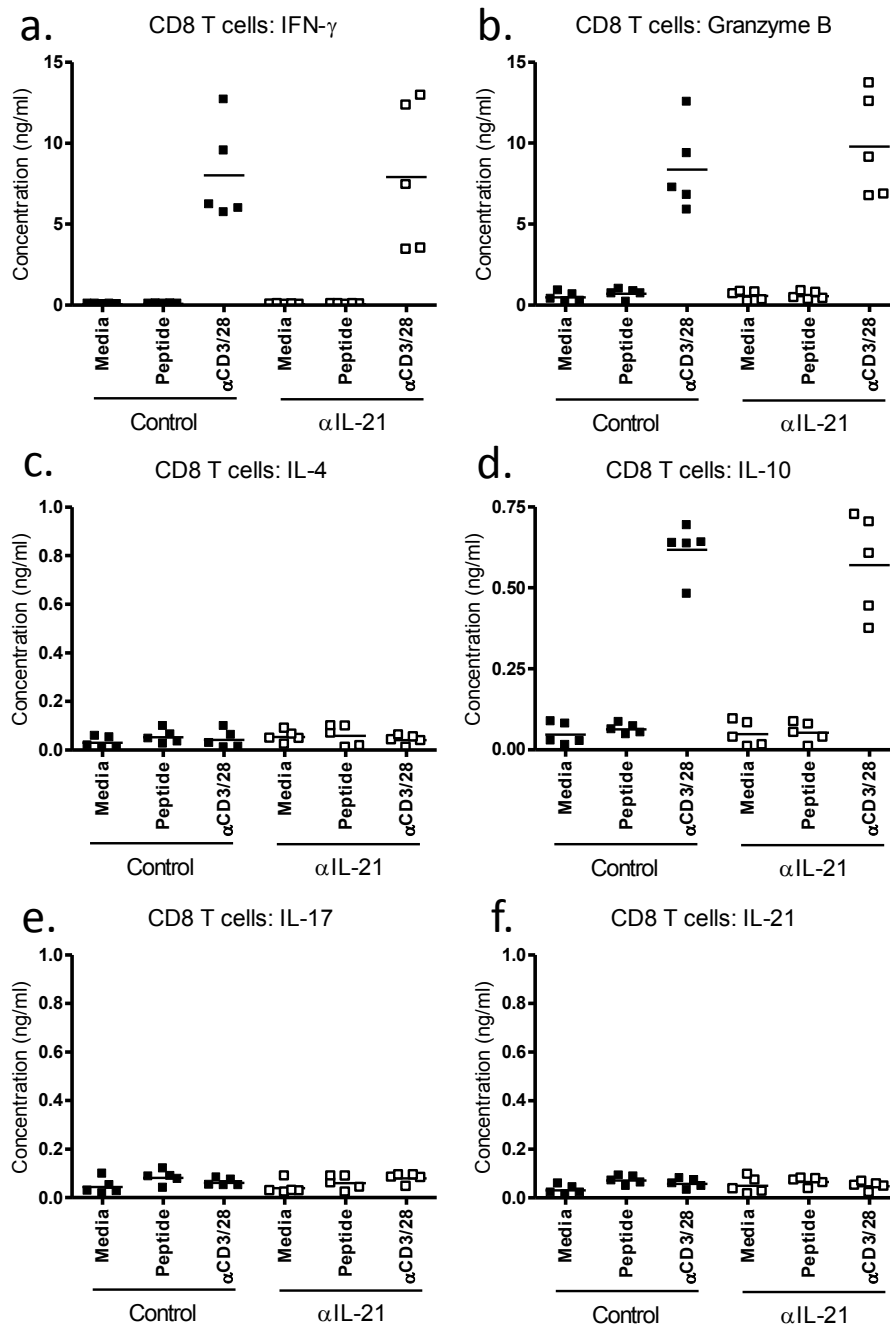 a.
CD8 T cells: IFN-γ
Concentration (ng/ml)
15
10
5
0
Media
Peptide
αCD3/28
Media
Peptide
αCD3/28
Control
αIL-21
b.
CD8 T cells: Granzyme B
Concentration (ng/ml)
15
10
5
0
Media
Peptide
αCD3/28
Media
Peptide
αCD3/28
Control
αIL-21
c.
CD8 T cells: IL-4
Concentration (ng/ml)
1.0
0.8
0.6
0.4
0.2
0.0
Media
Peptide
αCD3/28
Media
Peptide
αCD3/28
Control
αIL-21
d.
CD8 T cells: IL-10
Concentration (ng/ml)
0.75
0.50
0.25
0.00
Media
Peptide
αCD3/28
Media
Peptide
αCD3/28
Control
αIL-21
e.
CD8 T cells: IL-17
Concentration (ng/ml)
1.0
0.8
0.6
0.4
0.2
0.0
Media
Peptide
αCD3/28
Media
Peptide
αCD3/28
Control
αIL-21
f.
CD8 T cells: IL-21
Concentration (ng/ml)
1.0
0.8
0.6
0.4
0.2
0.0
Media
Peptide
αCD3/28
Media
Peptide
αCD3/28
Control
αIL-21